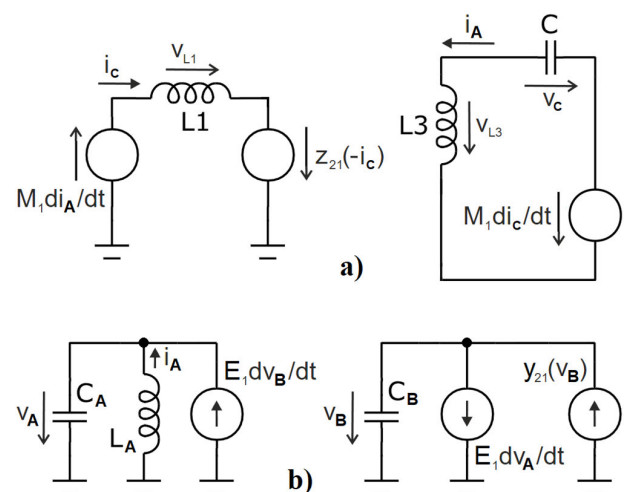 i_A C
i_c v_L1
v_c
L1 L3 v_L3
z_21(-i_c)
M_1di_A/dt M_1di_c/dt
a)
i_A E_1dv_B/dt y_21(v_B)
C_A C_B
v_A v_B
L_A E_1dv_A/dt
b)